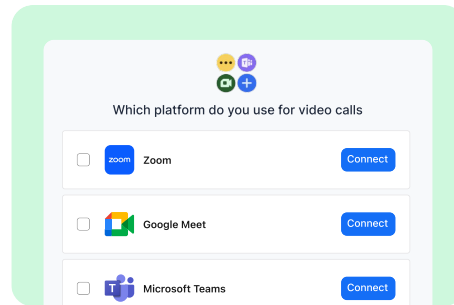 Which platform do you use for video calls
zoom Zoom Connect
Google Meet Connect
T Microsoft Teams Connect